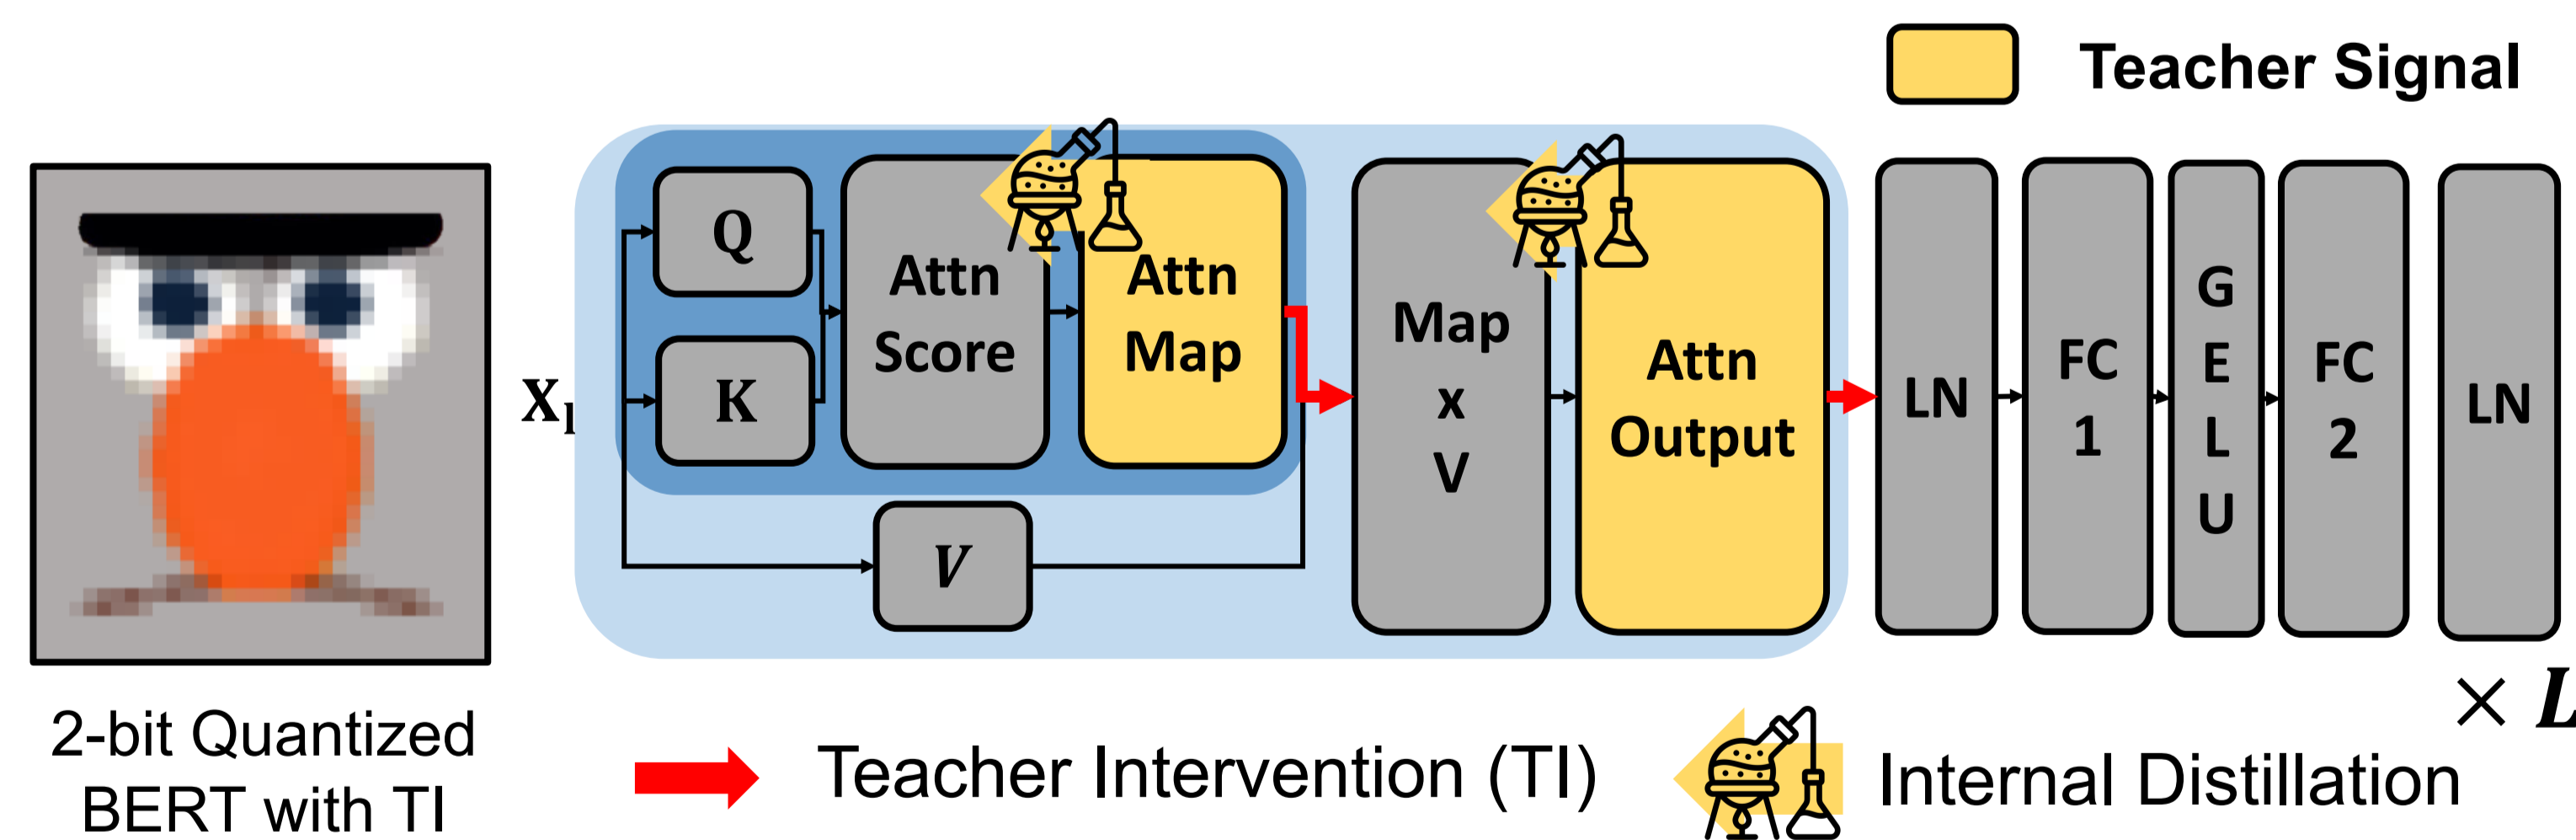 Teacher Signal
X_l
Q
K
Attn
Score
Attn
Map
V
Map
x
V
Attn
Output
LN
FC
1
G
E
L
U
FC
2
LN
× L
2-bit Quantized
BERT with TI
Teacher Intervention (TI)
Internal Distillation